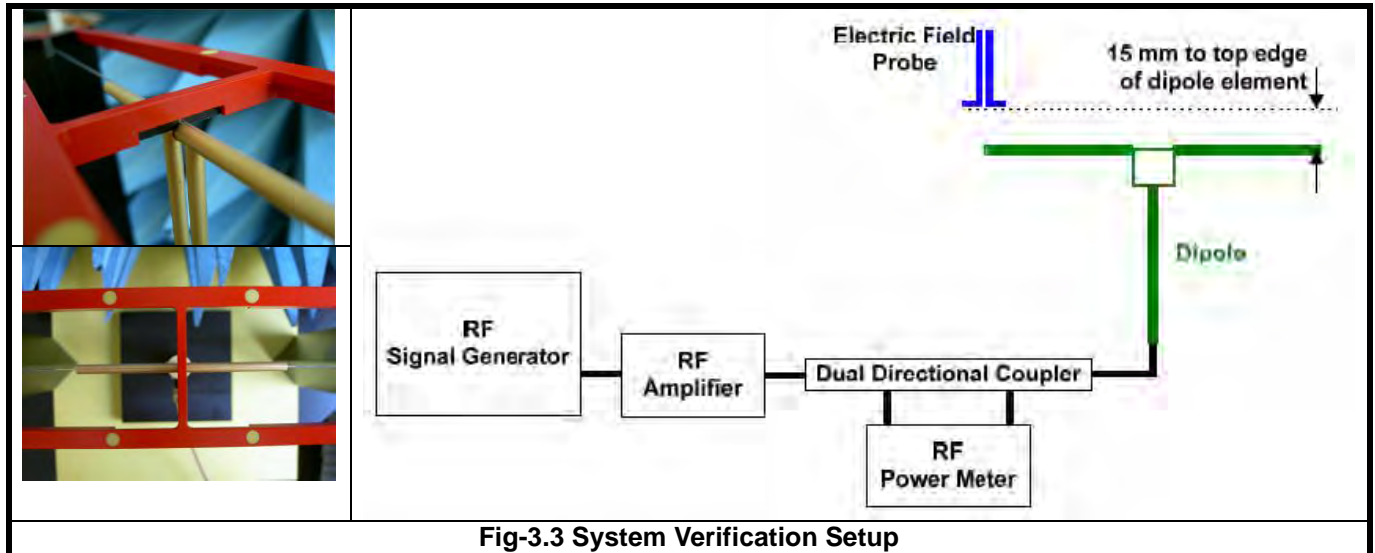 Electric Field
Probe
15 mm to top edge
of dipole element
Dipole
RF
Signal Generator
RF
Amplifier
Dual Directional Coupler
RF
Power Meter
Fig-3.3 System Verification Setup